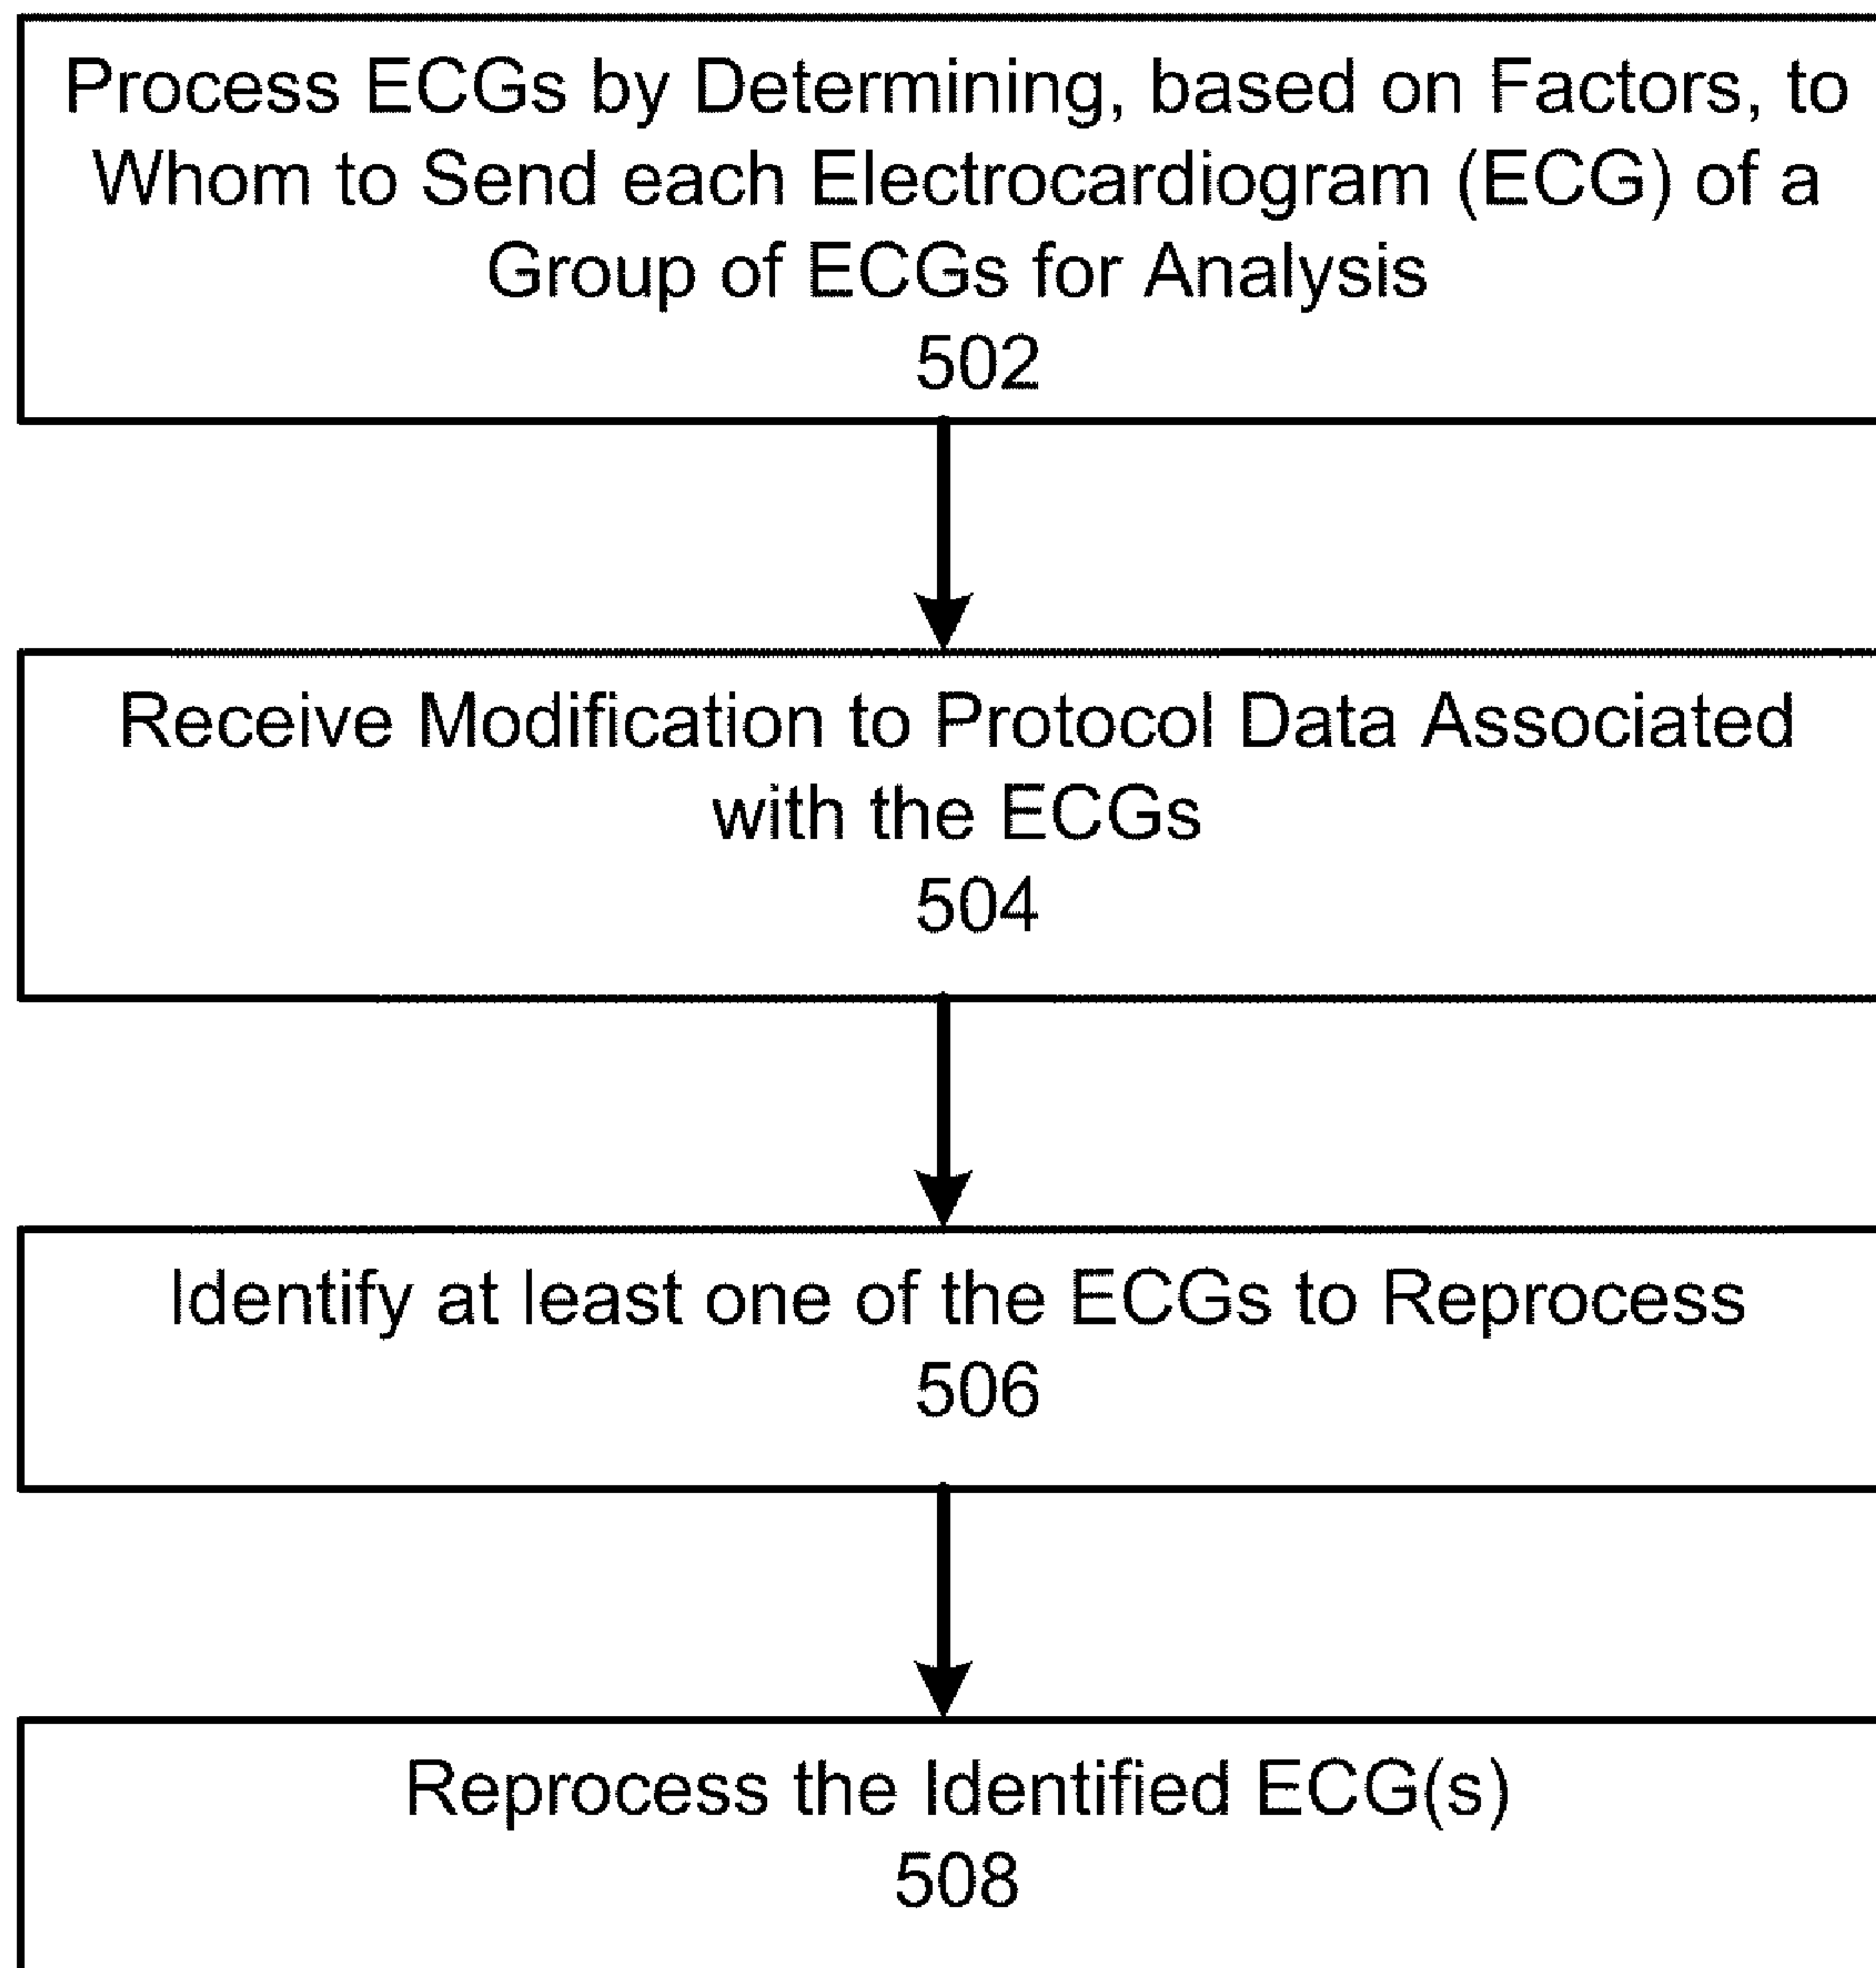 Process ECGs by Determining, based on Factors, to
Whom to Send each Electrocardiogram (ECG) of a
Group of ECGs for Analysis
502
Receive Modification to Protocol Data Associated
with the ECGs
504
Identify at least one of the ECGs to Reprocess
506
Reprocess the Identified ECG(s)
508